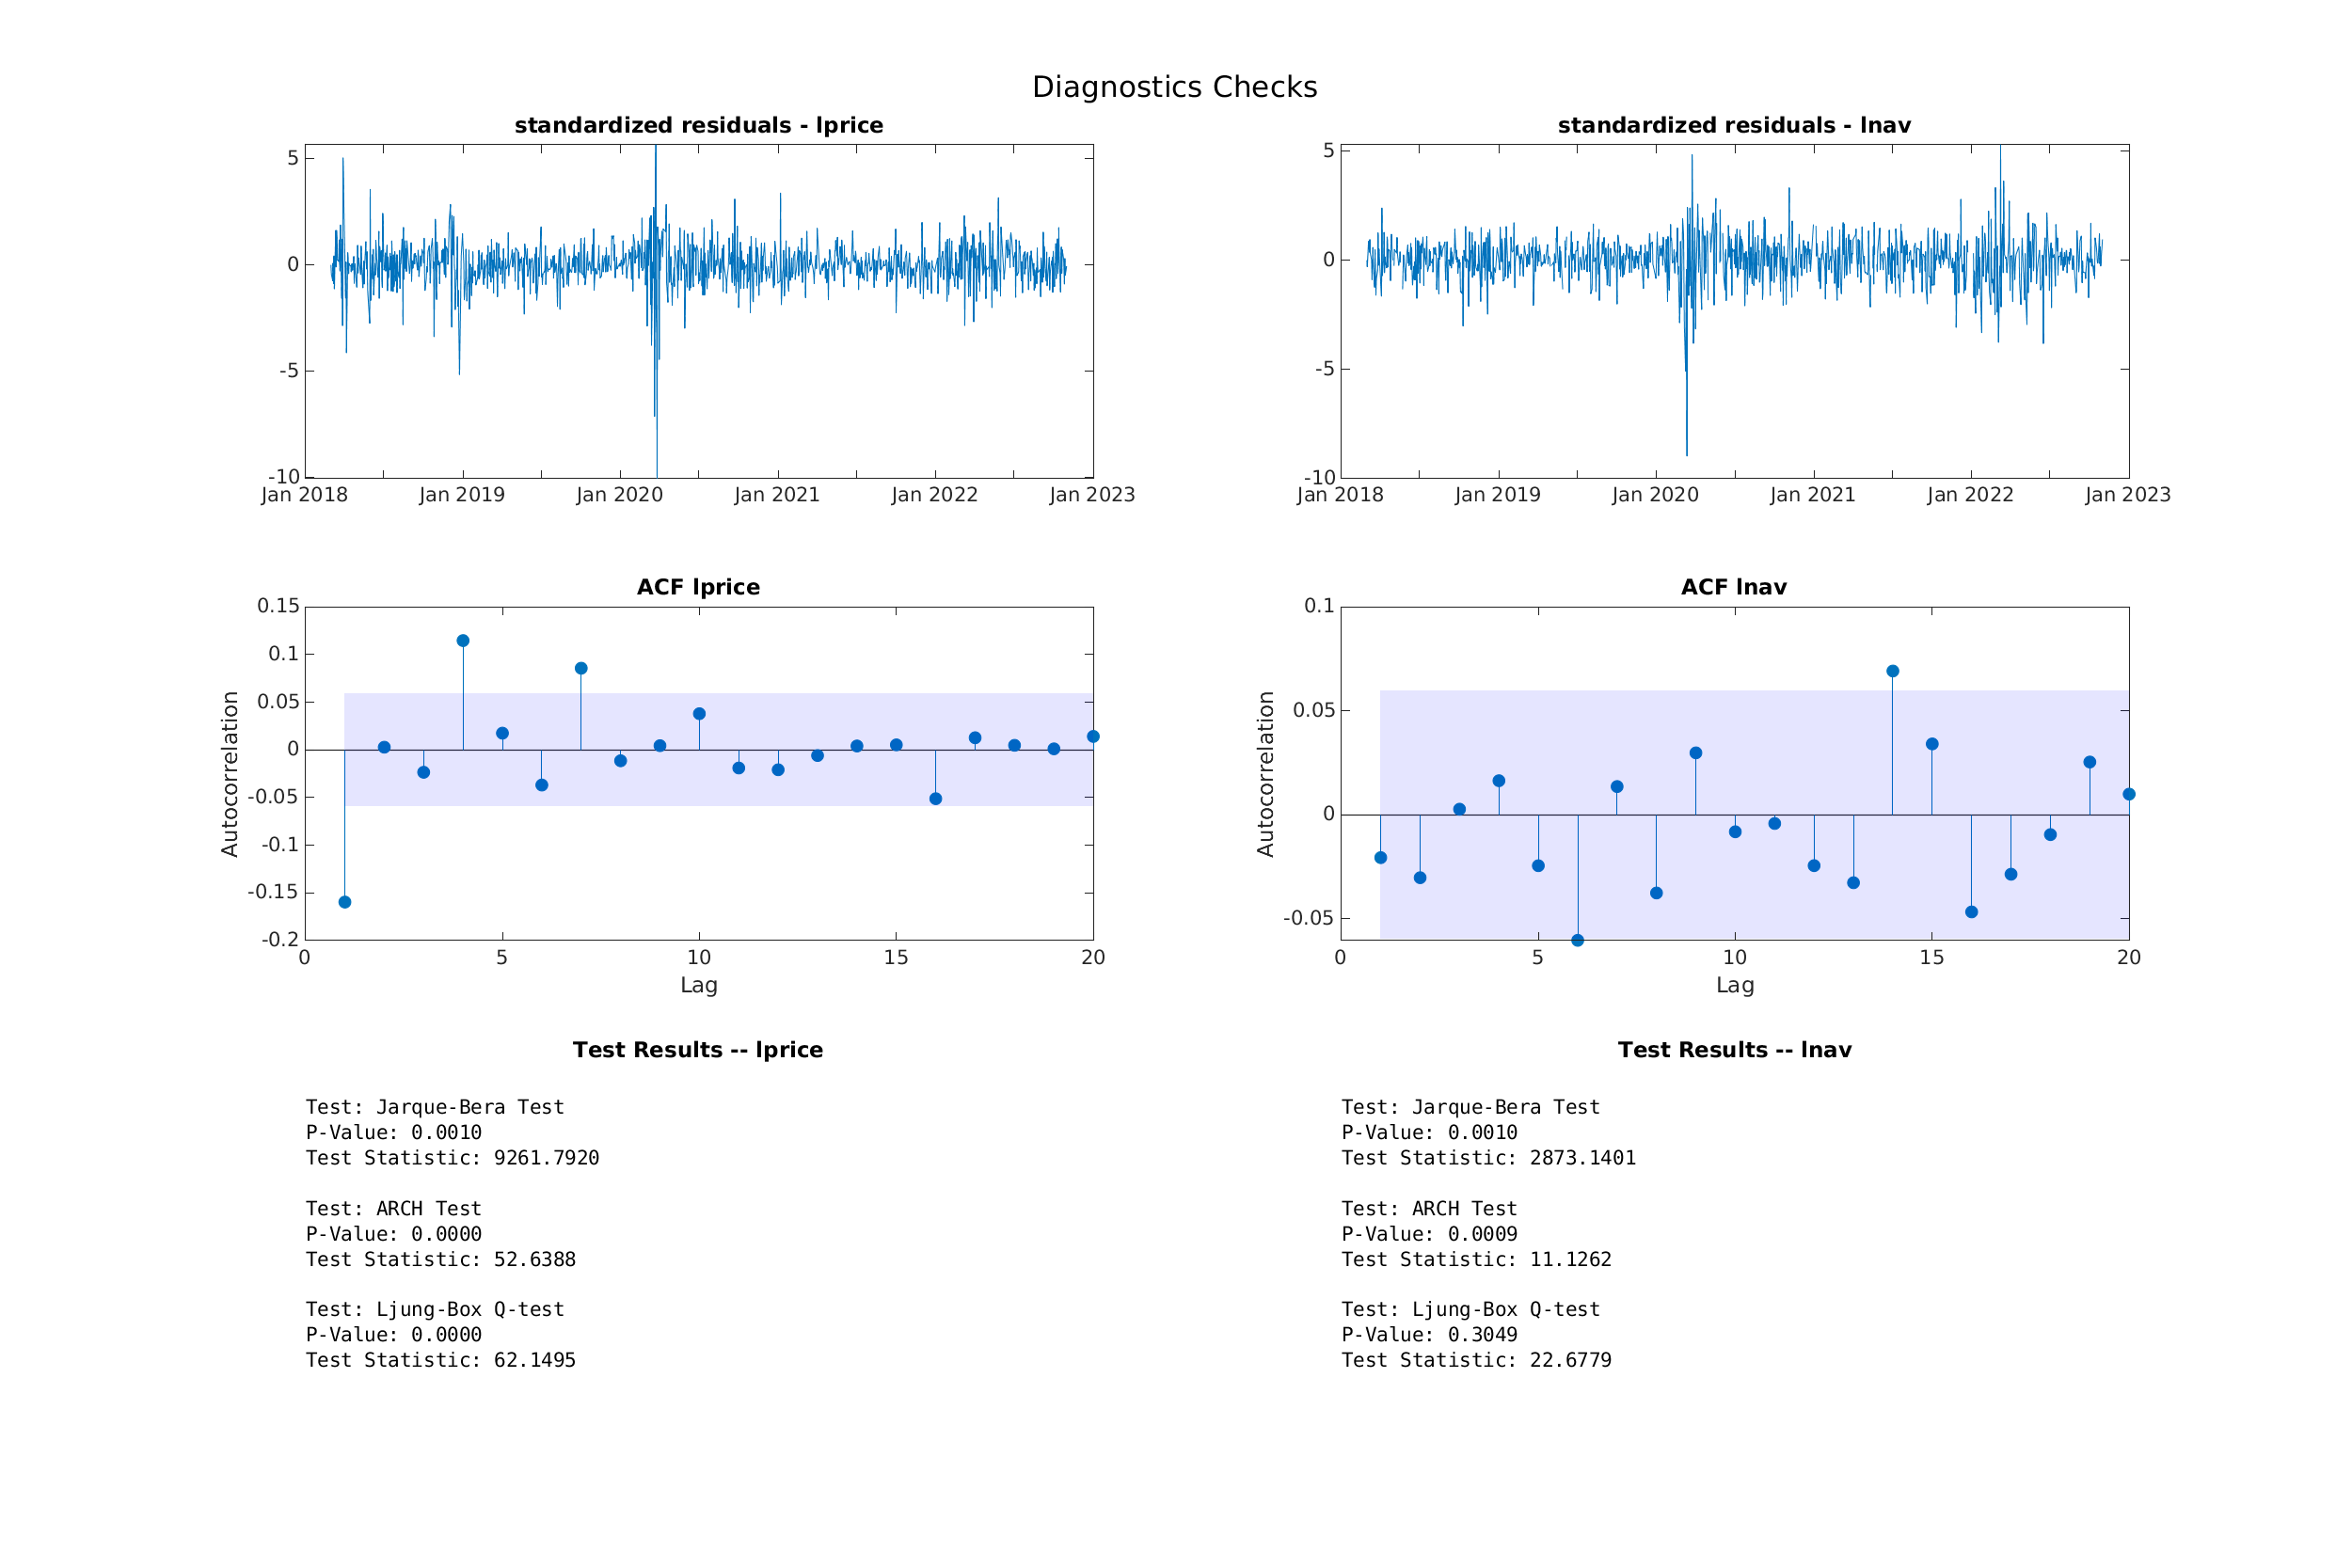 Diagnostics Checks
standardized residuals - lprice
5
0
-5
-10
Jan 2018 Jan 2019 Jan 2020 Jan 2021 Jan 2022 Jan 2023
standardized residuals - lnav
5
0
-5
-10
Jan 2018 Jan 2019 Jan 2020 Jan 2021 Jan 2022 Jan 2023
ACF lprice
Autocorrelation
0.15
0.1
0.05
0
-0.05
-0.1
-0.15
-0.2
0 5 10 15 20
Lag
ACF lnav
Autocorrelation
0.1
0.05
0
-0.05
0 5 10 15 20
Lag
Test Results -- lprice
Test: Jarque-Bera Test
P-Value: 0.0010
Test Statistic: 9261.7920
Test: ARCH Test
P-Value: 0.0000
Test Statistic: 52.6388
Test: Ljung-Box Q-test
P-Value: 0.0000
Test Statistic: 62.1495
Test Results -- lnav
Test: Jarque-Bera Test
P-Value: 0.0010
Test Statistic: 2873.1401
Test: ARCH Test
P-Value: 0.0009
Test Statistic: 11.1262
Test: Ljung-Box Q-test
P-Value: 0.3049
Test Statistic: 22.6779